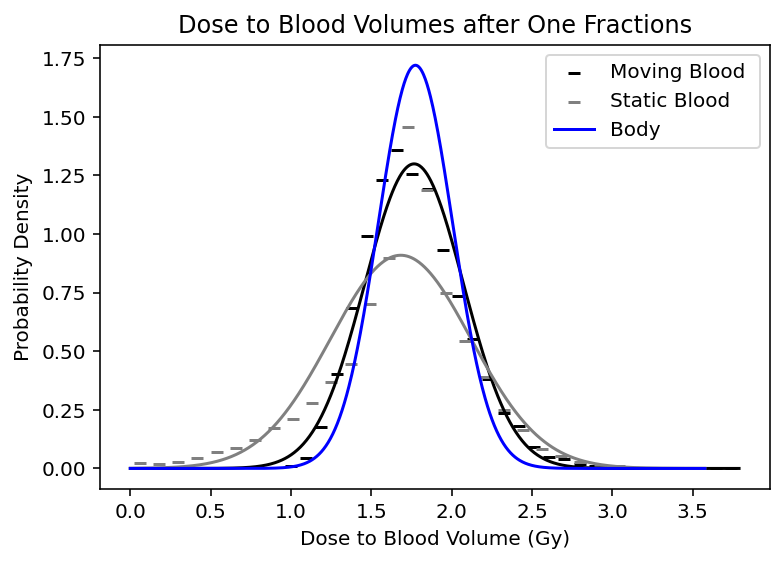 Dose to Blood Volumes after One Fractions
Moving Blood
Static Blood
Body
Probability Density
1.75
1.50
1.25
1.00
0.75
0.50
0.25
0.00
0.0 0.5 1.0 1.5 2.0 2.5 3.0 3.5
Dose to Blood Volume (Gy)